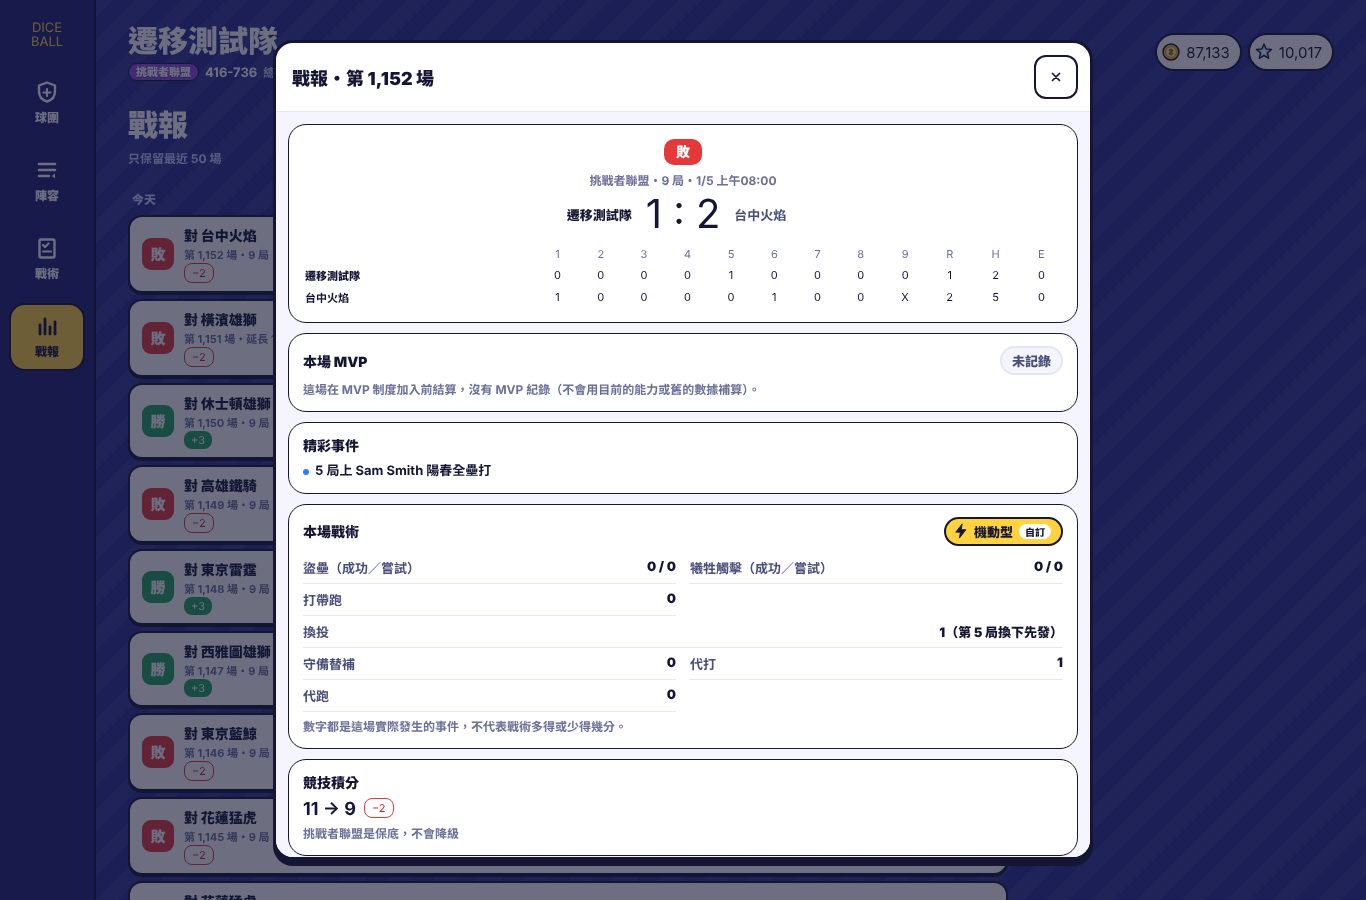 DICE
BALL
球團
陣容
戰術
戰報
遷移測試隊
挑戰者聯盟 416-736
87,133
10,017
戰報
只保留最近 50 場
今天
敗
對 台中火焰
第 1,152 場・9 局
−2
敗
對 橫濱雄獅
第 1,151 場・延長
−2
勝
對 休士頓雄獅
第 1,150 場・9 局
+3
敗
對 高雄鐵騎
第 1,149 場・9 局
−2
勝
對 東京雷霆
第 1,148 場・9 局
+3
勝
對 西雅圖雄獅
第 1,147 場・9 局
+3
敗
對 東京藍鯨
第 1,146 場・9 局
−2
敗
對 花蓮猛虎
第 1,145 場・9 局
−2
戰報・第 1,152 場
×
敗
挑戰者聯盟・9 局・1/5 上午08:00
遷移測試隊 1 : 2 台中火焰
1 2 3 4 5 6 7 8 9 R H E
遷移測試隊 0 0 0 0 1 0 0 0 0 1 2 0
台中火焰 1 0 0 0 0 1 0 0 X 2 5 0
本場 MVP 未記錄
這場在 MVP 制度加入前結算，沒有 MVP 紀錄（不會用目前的能力或舊的數據補算）。
精彩事件
5 局上 Sam Smith 陽春全壘打
本場戰術 機動型 自訂
盜壘（成功／嘗試） 0 / 0 犧牲觸擊（成功／嘗試） 0 / 0
打帶跑 0
換投 1（第 5 局換下先發）
守備替補 0 代打 1
代跑 0
數字都是這場實際發生的事件，不代表戰術多得或少得幾分。
競技積分
11 → 9 −2
挑戰者聯盟是保底，不會降級